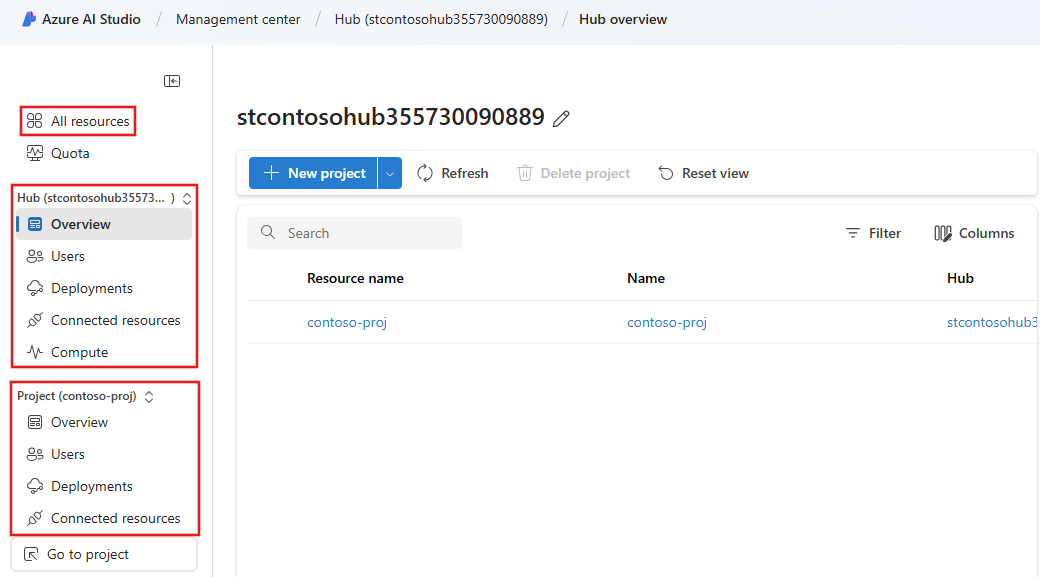 Azure AI Studio / Management center / Hub (stcontosohub355730090889) / Hub overview
All resources
Quota
Hub (stcontosohub35573... )
Overview
Users
Deployments
Connected resources
Compute
Project (contoso-proj)
Overview
Users
Deployments
Connected resources
Go to project
stcontosohub355730090889
New project Refresh Delete project Reset view
Search Filter Columns
Resource name Name Hub
contoso-proj contoso-proj stcontosohub3